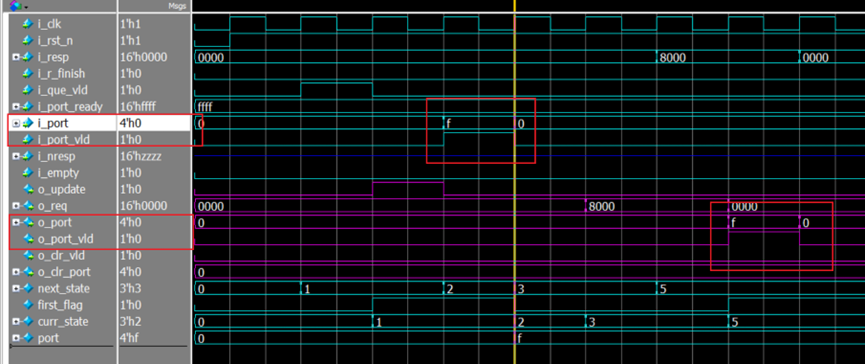 Msgs
i_clk 1'h1
i_rst_n 1'h1
i_resp 16'h0000 0000 8000 0000
i_r_finish 1'h0
i_que_vld 1'h0
i_port_ready 16'hffff ffff
i_port 4'h0 0 f 0
i_port_vld 1'h0
i_nresp 16'hzzzz
i_empty 1'h0
o_update 1'h0
o_req 16'h0000 0000 8000 0000
o_port 4'h0 0 f 0
o_port_vld 1'h0
o_clr_vld 1'h0
o_clr_port 4'h0 0
next_state 3'h3 0 1 2 3 5
first_flag 1'h0
curr_state 3'h2 0 1 2 3 5
port 4'hf 0 f